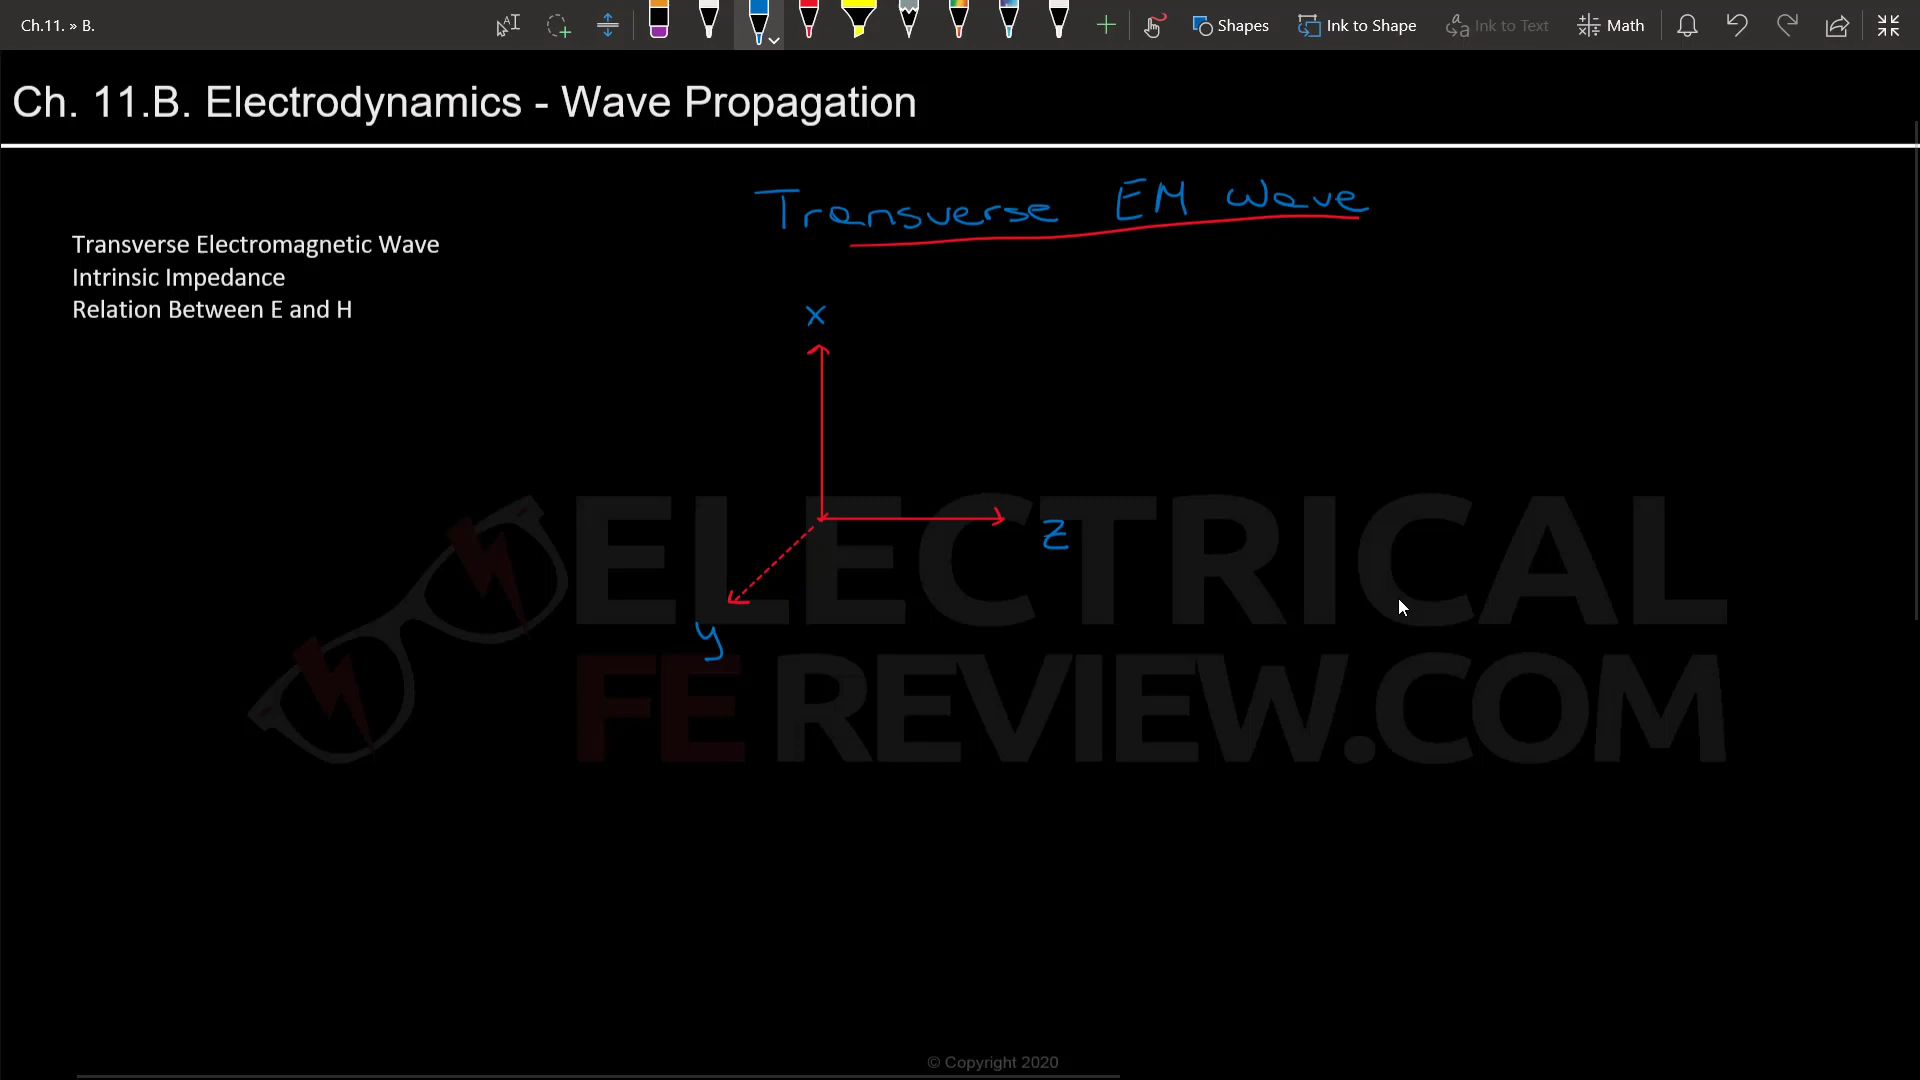 Ch.11. » B.
Shapes
Ink to Shape
Ink to Text
Math
Ch. 11.B. Electrodynamics - Wave Propagation
Transverse EM Wave
Transverse Electromagnetic Wave
Intrinsic Impedance
Relation Between E and H
x
z
y
ELECTRICAL
FE REVIEW.COM
© Copyright 2020